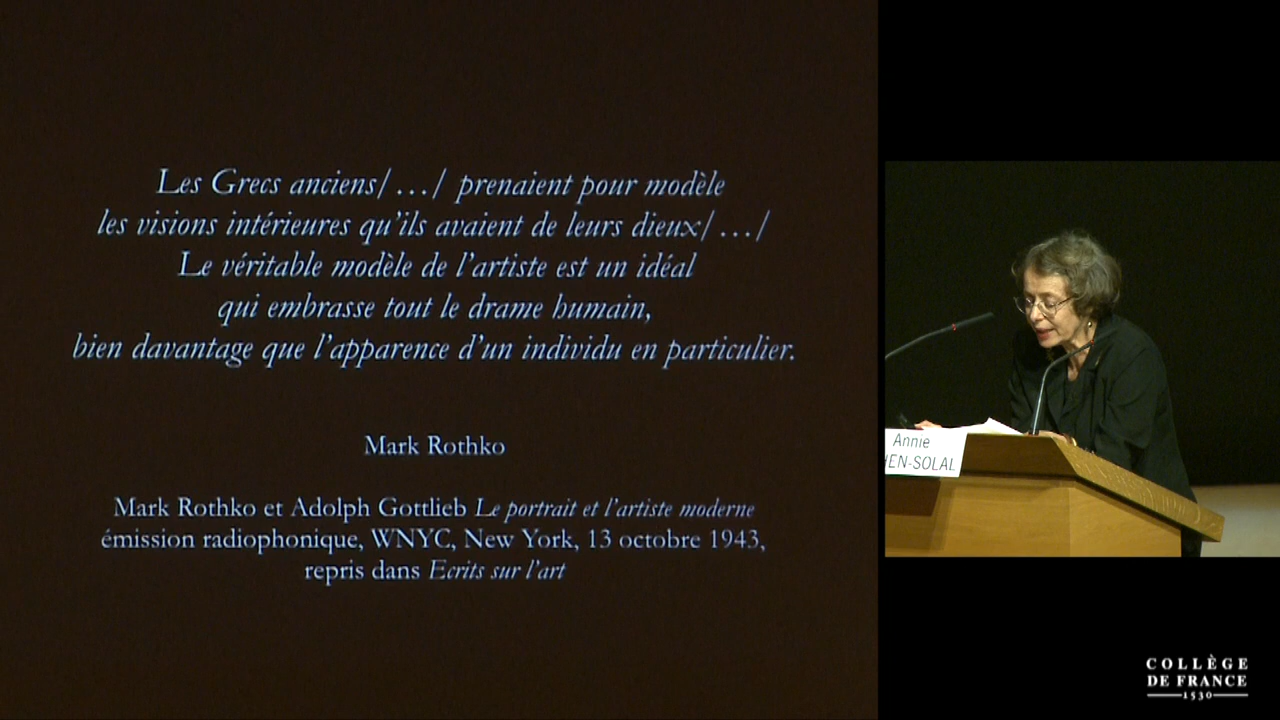 Les Grecs anciens/…/ prenaient pour modèle
les visions intérieures qu’ils avaient de leurs dieux/…/
Le véritable modèle de l’artiste est un idéal
qui embrasse tout le drame humain,
bien davantage que l’apparence d’un individu en particulier.
Mark Rothko
Mark Rothko et Adolph Gottlieb Le portrait et l’artiste moderne
émission radiophonique, WNYC, New York, 13 octobre 1943,
repris dans Ecrits sur l’art
Annie
HEN-SOLAL
COLLÈGE
DE FRANCE
1530